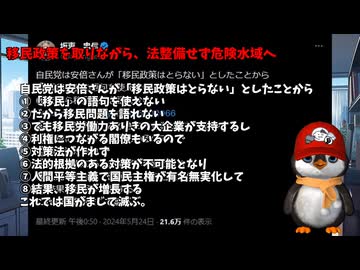 移民政策を取りながら、法整備せず危険水域へ
自民党は安倍さんが「移民政策はとらない」としたことから
自民党は安倍さんが「移民政策はとらない」としたことから
①「移民」の語句を使えない
②だから移民問題を語れない
③でも移民労働力ありきの大企業が支持するし
④利権につながる閣僚もいるので
⑤対策法が作れず
⑥法的根拠のある対策が不可能となり
⑦人間平等主義で国民主権が有名無実化して
⑧結果、移民が増長する
これでは国がまじで滅ぶ。
最終更新 午後0:50 · 2024年5月24日 · 21.6万 件の表示